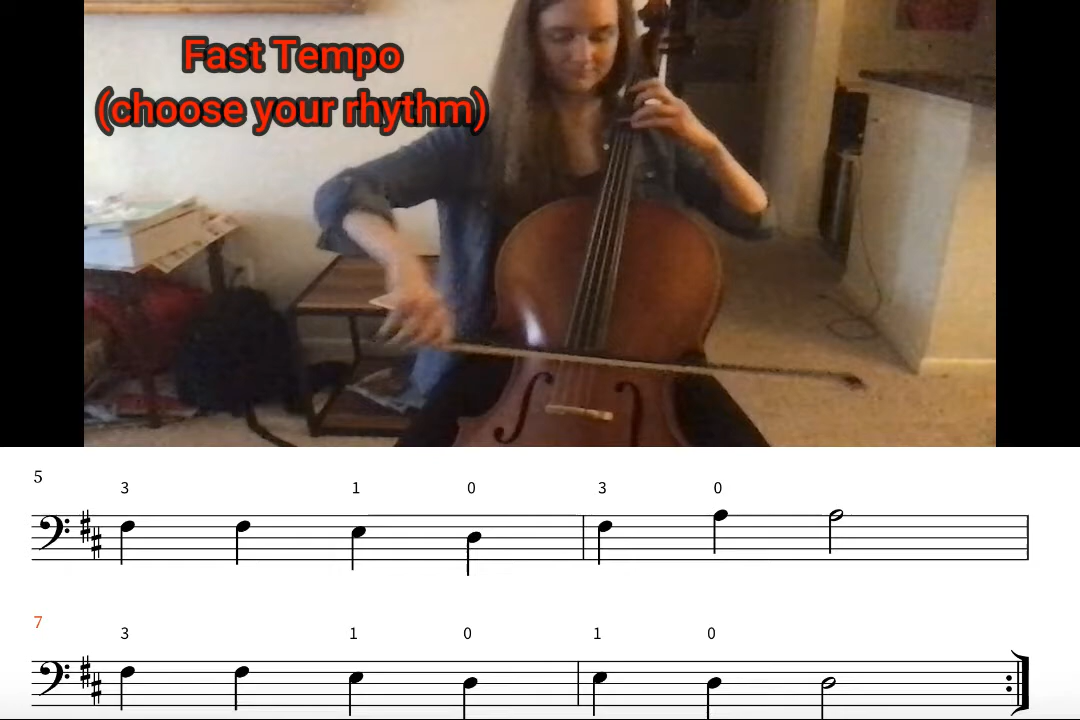 Fast Tempo
(choose your rhythm)
5
3 1 0 3 0
7
3 1 0 1 0